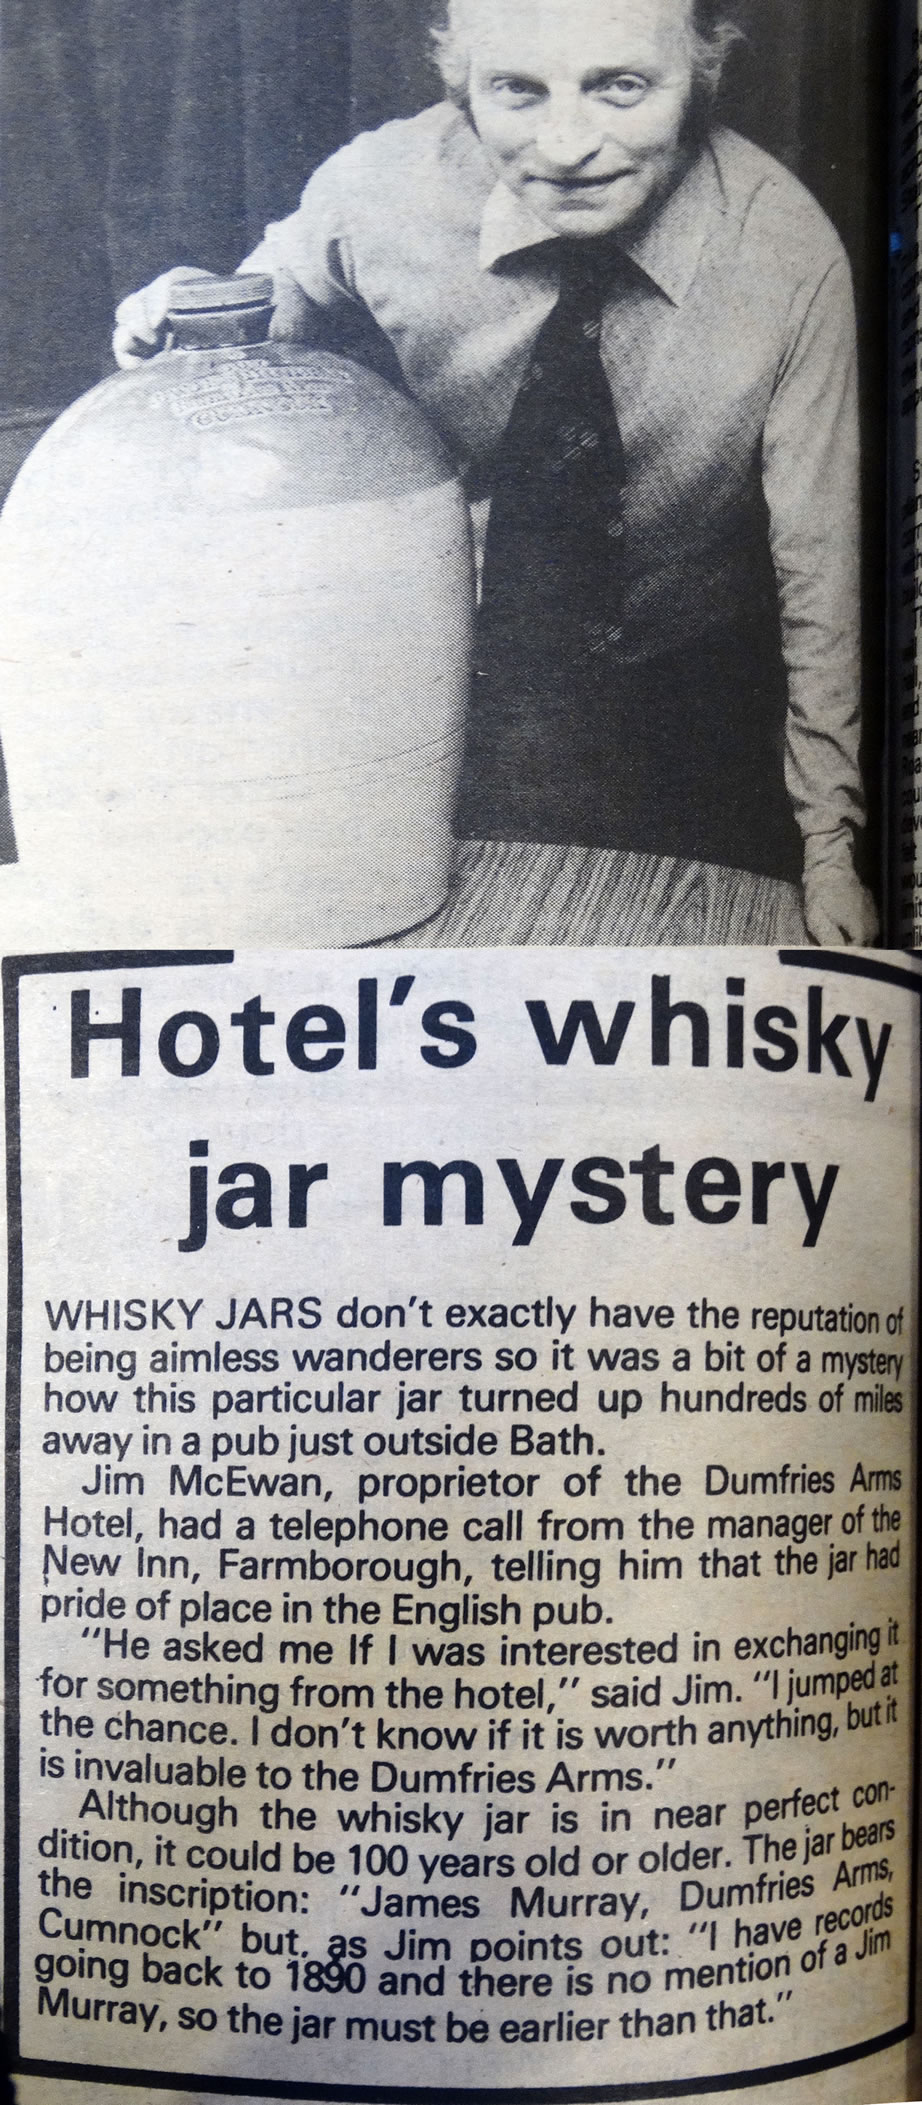 CUMNOCK
Hotel's whisky
jar mystery
WHISKY JARS don't exactly have the reputation of
being aimless wanderers so it was a bit of a mystery
how this particular jar turned up hundreds of miles
away in a pub just outside Bath.
Jim McEwan, proprietor of the Dumfries Arms
Hotel, had a telephone call from the manager of the
New Inn, Farmborough, telling him that the jar had
pride of place in the English pub.
"He asked me If I was interested in exchanging it
for something from the hotel," said Jim. "I jumped at
the chance. I don't know if it is worth anything, but it
is invaluable to the Dumfries Arms."
Although the whisky jar is in near perfect con-
dition, it could be 100 years old or older. The jar bears
the inscription: "James Murray, Dumfries Arms,
Cumnock" but, as Jim points out: "I have records
going back to 1890 and there is no mention of a Jim
Murray, so the jar must be earlier than that."